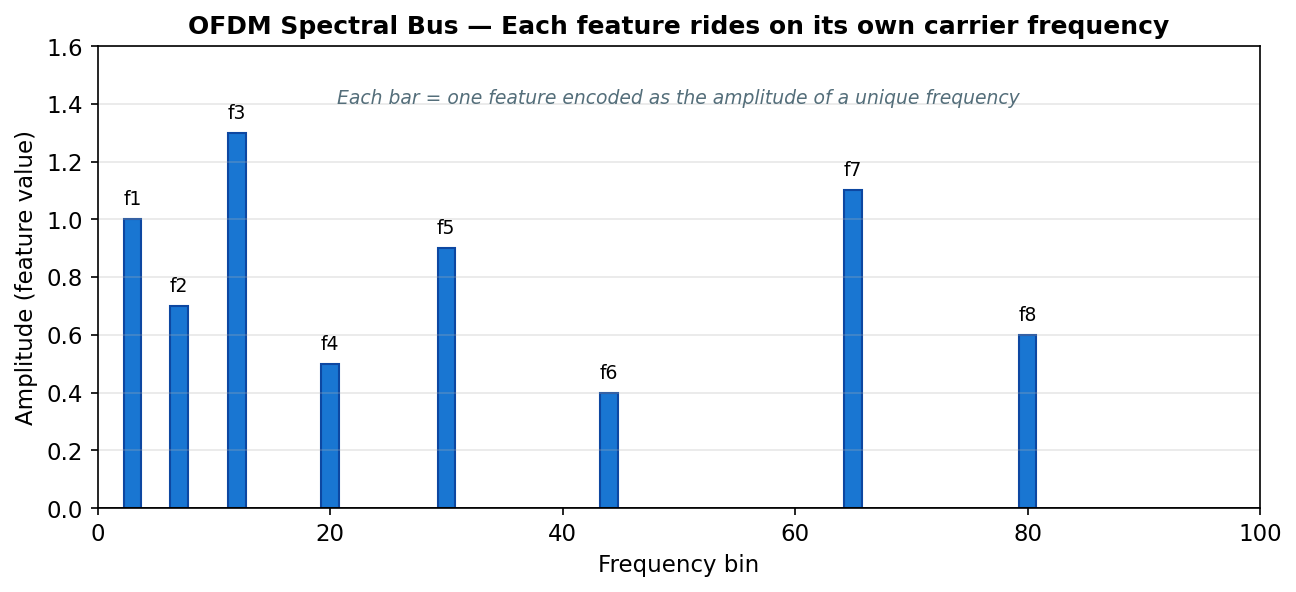 OFDM Spectral Bus — Each feature rides on its own carrier frequency
Each bar = one feature encoded as the amplitude of a unique frequency
Amplitude (feature value)
1.6
1.4
1.2
1.0
0.8
0.6
0.4
0.2
0.0
f1
f2
f3
f4
f5
f6
f7
f8
0
20
40
60
80
100
Frequency bin